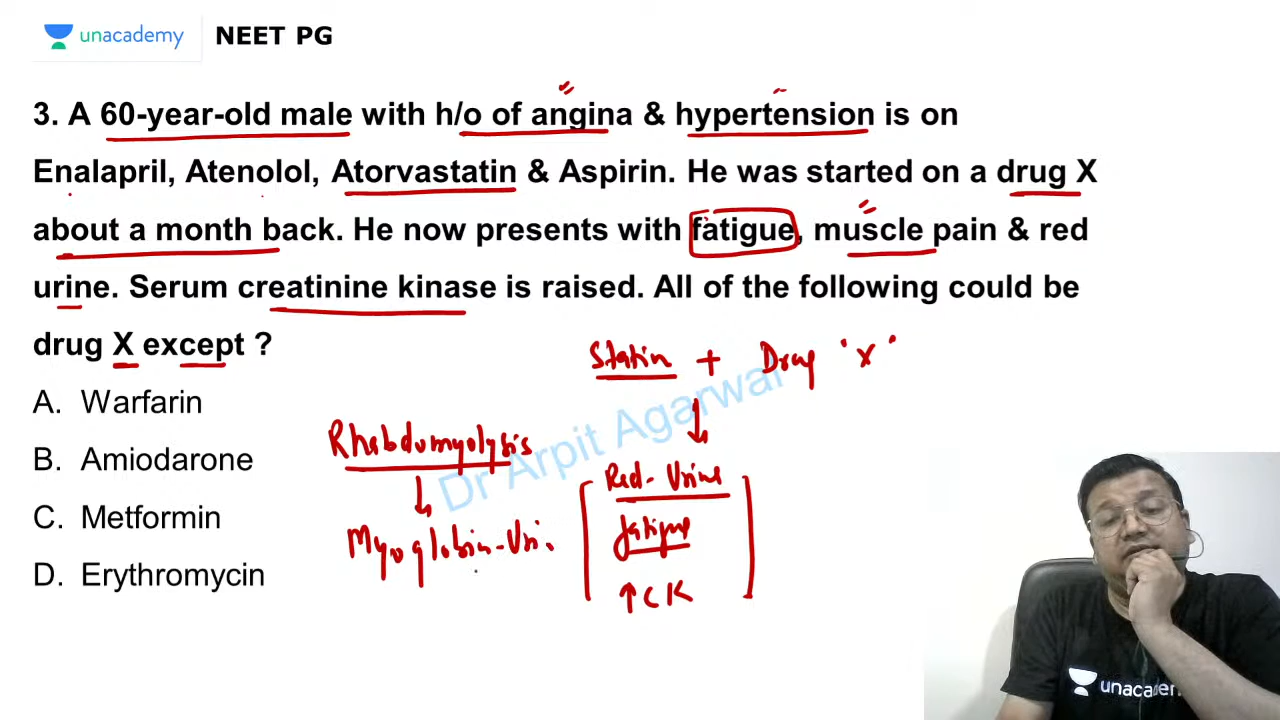 unacademy NEET PG
3. A 60-year-old male with h/o of angina & hypertension is on
Enalapril, Atenolol, Atorvastatin & Aspirin. He was started on a drug X
about a month back. He now presents with fatigue, muscle pain & red
urine. Serum creatinine kinase is raised. All of the following could be
drug X except ?
Statin + Drug 'x'
A. Warfarin
B. Amiodarone
C. Metformin
D. Erythromycin
Rhabdomyolysis
Myoglobin-Uri.
Red-Urine
fatigue
↑CK
Dr Arpit Agarwal
unacademy